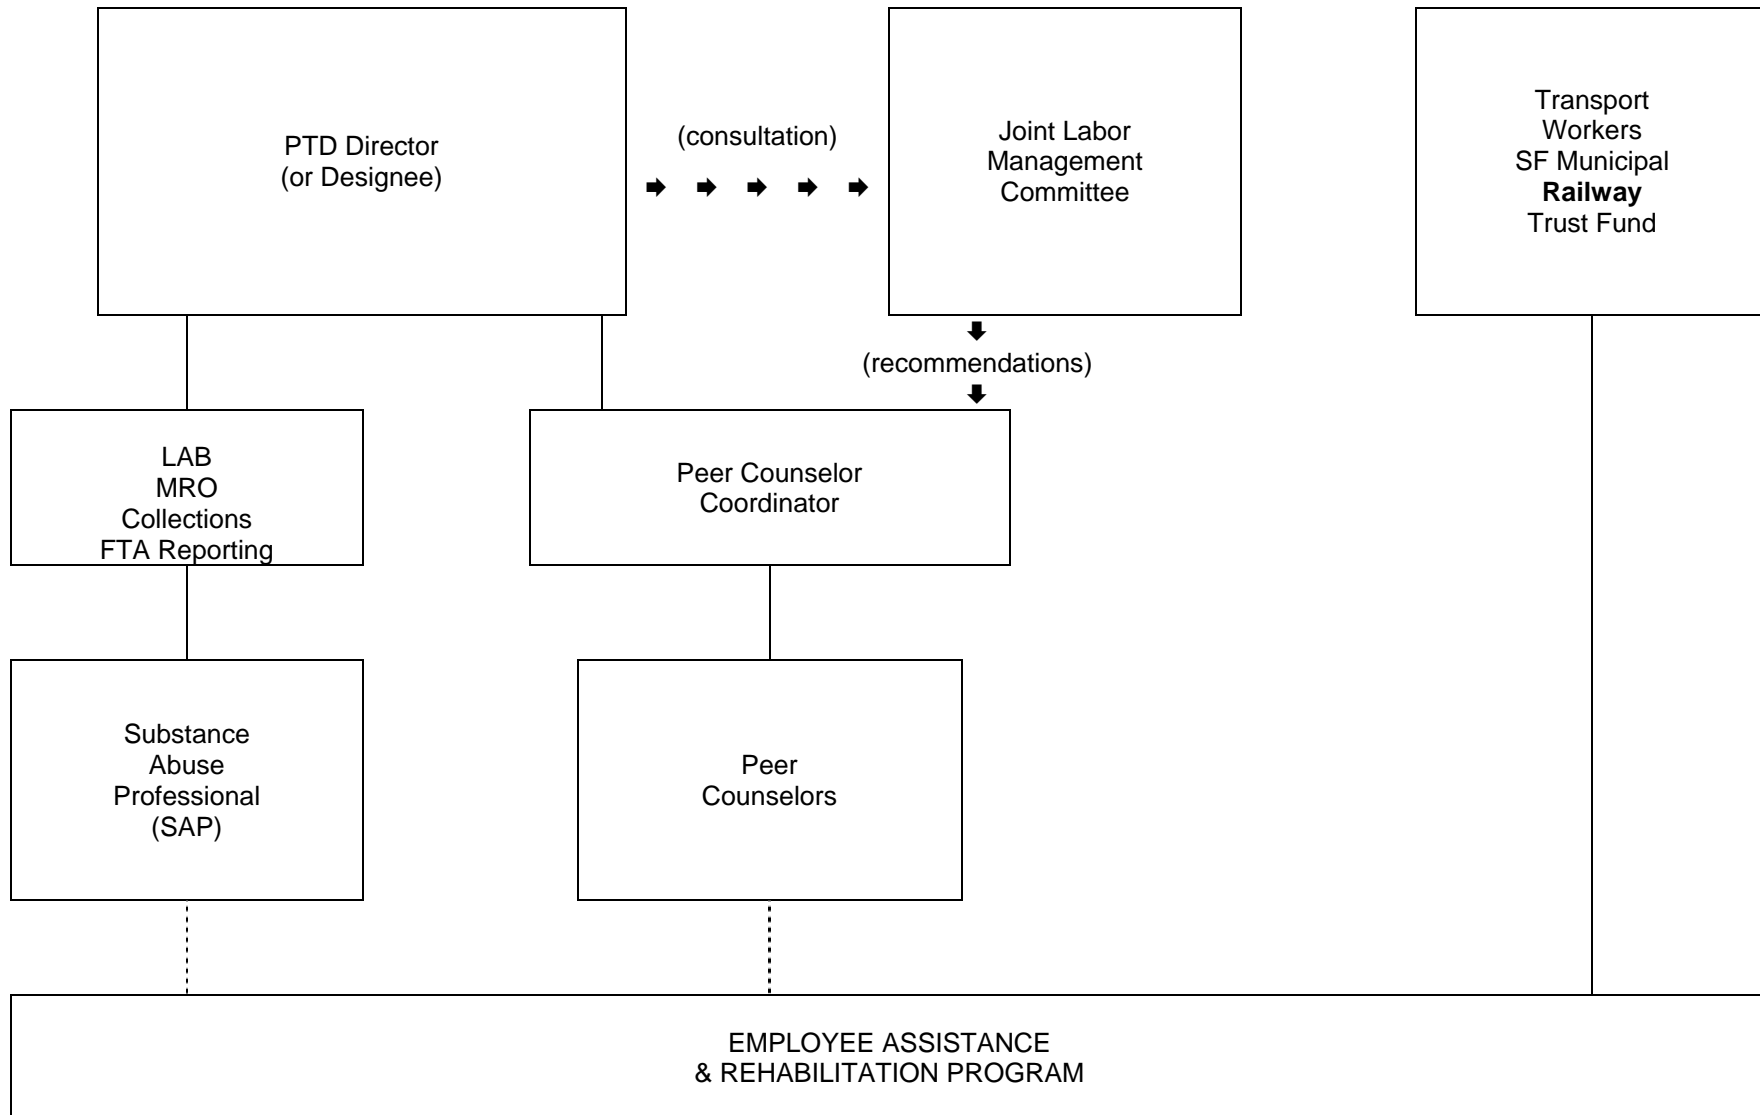 PTD Director
(or Designee)
(consultation)
Joint Labor
Management
Committee
Transport
Workers
SF Municipal
Railway
Trust Fund
(recommendations)
LAB
MRO
Collections
FTA Reporting
Peer Counselor
Coordinator
Substance
Abuse
Professional
(SAP)
Peer
Counselors
EMPLOYEE ASSISTANCE
& REHABILITATION PROGRAM